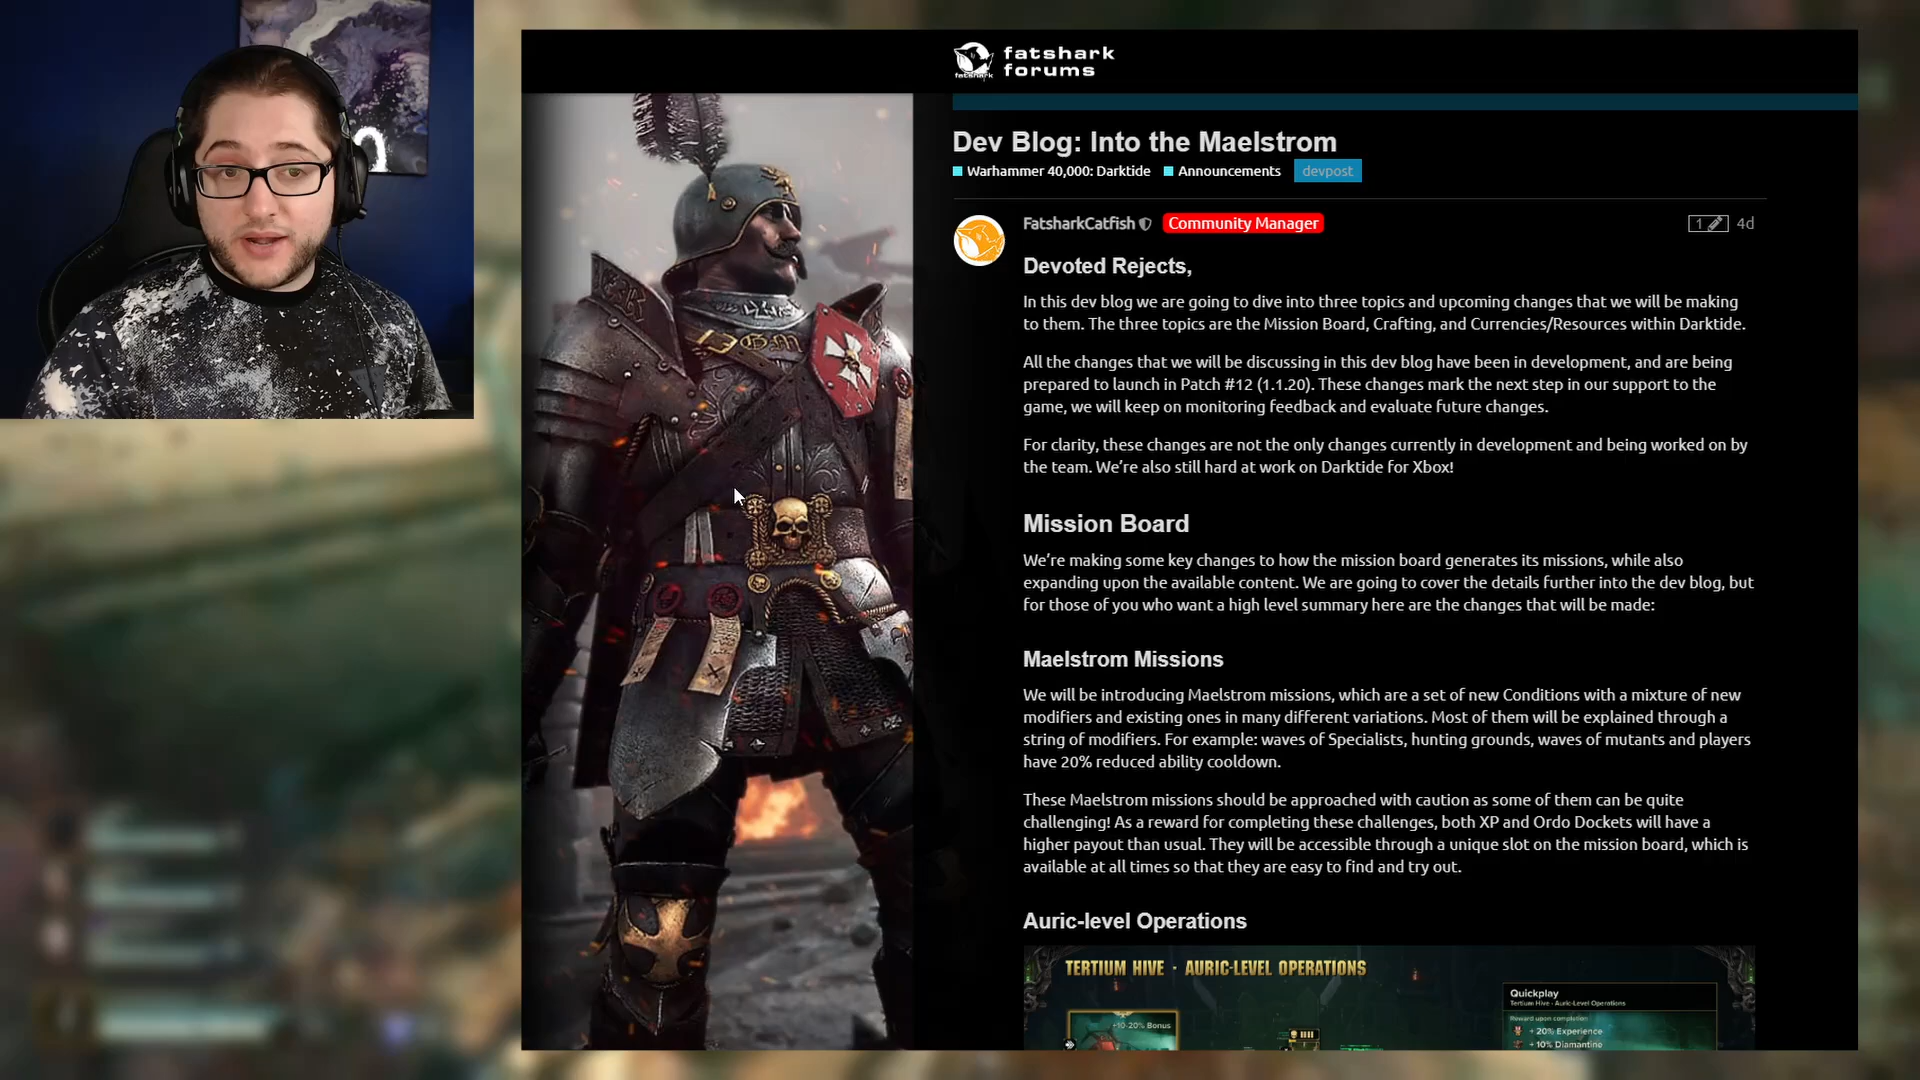 fatshark
forums
fatshark
Dev Blog: Into the Maelstrom
Warhammer 40,000: Darktide Announcements devpost
FatsharkCatfish Community Manager 1 4d
Devoted Rejects,
In this dev blog we are going to dive into three topics and upcoming changes that we will be making
to them. The three topics are the Mission Board, Crafting, and Currencies/Resources within Darktide.
All the changes that we will be discussing in this dev blog have been in development, and are being
prepared to launch in Patch #12 (1.1.20). These changes mark the next step in our support to the
game, we will keep on monitoring feedback and evaluate future changes.
For clarity, these changes are not the only changes currently in development and being worked on by
the team. We’re also still hard at work on Darktide for Xbox!
Mission Board
We’re making some key changes to how the mission board generates its missions, while also
expanding upon the available content. We are going to cover the details further into the dev blog, but
for those of you who want a high level summary here are the changes that will be made:
Maelstrom Missions
We will be introducing Maelstrom missions, which are a set of new Conditions with a mixture of new
modifiers and existing ones in many different variations. Most of them will be explained through a
string of modifiers. For example: waves of Specialists, hunting grounds, waves of mutants and players
have 20% reduced ability cooldown.
These Maelstrom missions should be approached with caution as some of them can be quite
challenging! As a reward for completing these challenges, both XP and Ordo Dockets will have a
higher payout than usual. They will be accessible through a unique slot on the mission board, which is
available at all times so that they are easy to find and try out.
Auric-level Operations
TERTIUM HIVE · AURIC-LEVEL OPERATIONS
Quickplay
Tertium Hive - Auric-Level Operations
Reward upon completion
+ 20% Experience
+ 10% Diamantine
+10-20% Bonus